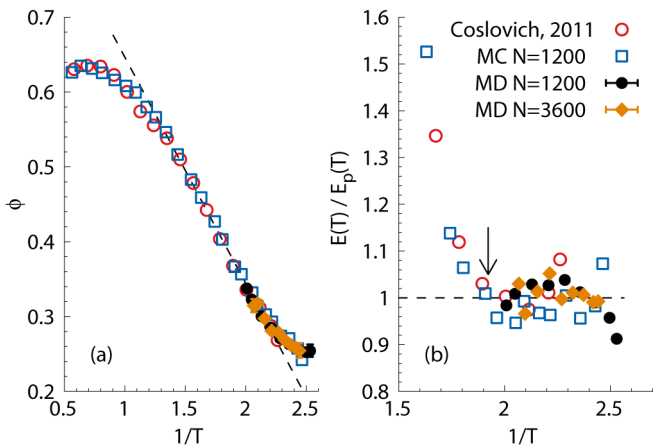 0.6
0.5
ϕ
0.4
0.3
(a)
0.2
0.5
1
1.5
2
2.5
1/T
1.6
Coslovich, 2011
MC N=1200
1.5
MD N=1200
1.4
MD N=3600
1.3
E(T) / E_p(T)
1.2
1.1
1
0.9
(b)
0.8
1.5
2.0
2.5
1/T
0.7